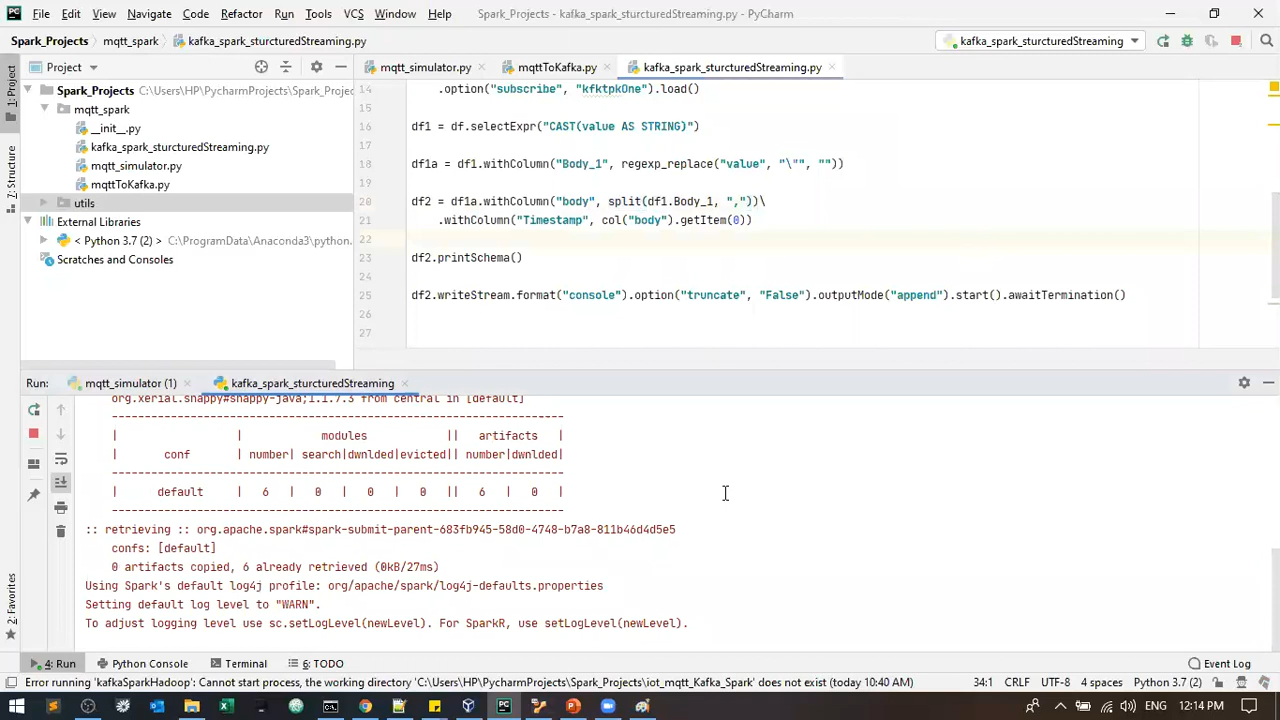 File Edit View Navigate Code Refactor Run Tools VCS Window Help Spark_Projects - kafka_spark_sturcturedStreaming.py - PyCharm
Spark_Projects mqtt_spark kafka_spark_sturcturedStreaming.py kafka_spark_sturcturedStreaming
Project mqtt_simulator.py mqttToKafka.py kafka_spark_sturcturedStreaming.py
1: Project
Z: Structure
2: Favorites
Spark_Projects C:\Users\HP\PycharmProjects\Spark_Projec
mqtt_spark
__init__.py
kafka_spark_sturcturedStreaming.py
mqtt_simulator.py
mqttToKafka.py
utils
External Libraries
< Python 3.7 (2) > C:\ProgramData\Anaconda3\python.
Scratches and Consoles
14 .option("subscribe", "kfktpkOne").load()
15
16 df1 = df.selectExpr("CAST(value AS STRING)")
17
18 df1a = df1.withColumn("Body_1", regexp_replace("value", "\"", ""))
19
20 df2 = df1a.withColumn("body", split(df1.Body_1, ","))\
21 .withColumn("Timestamp", col("body").getItem(0))
22
23 df2.printSchema()
24
25 df2.writeStream.format("console").option("truncate", "False").outputMode("append").start().awaitTermination()
26
27
Run: mqtt_simulator (1) kafka_spark_sturcturedStreaming
org.xerial.snappy#snappy-java;1.1.7.3 from central in [default]
---------------------------------------------------------------------
| | modules || artifacts |
| conf | number| search|dwnlded|evicted|| number|dwnlded|
---------------------------------------------------------------------
| default | 6 | 0 | 0 | 0 || 6 | 0 |
---------------------------------------------------------------------
:: retrieving :: org.apache.spark#spark-submit-parent-683fb945-58d0-4748-b7a8-811b46d4d5e5
confs: [default]
0 artifacts copied, 6 already retrieved (0kB/27ms)
Using Spark's default log4j profile: org/apache/spark/log4j-defaults.properties
Setting default log level to "WARN".
To adjust logging level use sc.setLogLevel(newLevel). For SparkR, use setLogLevel(newLevel).
4: Run Python Console Terminal 6: TODO Event Log
Error running 'kafkaSparkHadoop': Cannot start process, the working directory 'C:\Users\HP\PycharmProjects\Spark_Projects\iot_mqtt_Kafka_Spark' does not exist (today 10:40 AM) 34:1 CRLF UTF-8 4 spaces Python 3.7 (2)
12:14 PM